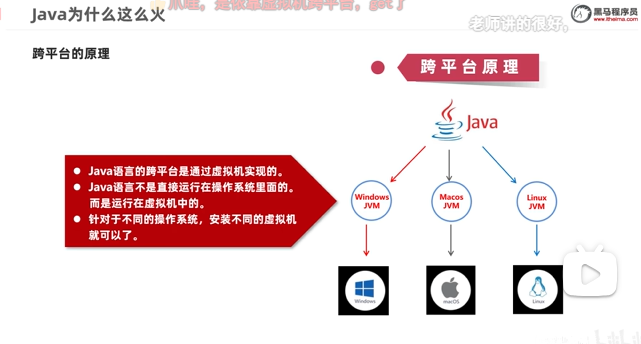 Java为什么这么火
老师讲的很好,
黑马程序员
www.itheima.com
跨平台的原理
跨平台原理
Java
Java语言的跨平台是通过虚拟机实现的。
Java语言不是直接运行在操作系统里面的。
而是运行在虚拟机中的。
针对于不同的操作系统，安装不同的虚拟机
就可以了。
Windows
JVM
Macos
JVM
Linux
JVM
Windows
macOS
Linux